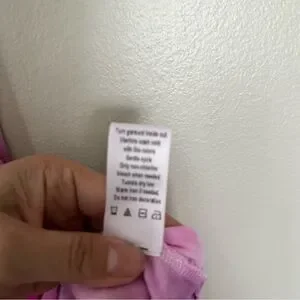 Turn garment inside out
Machine wash cold
with like colors
Gentle cycle
Only non-chlorine
bleach when needed
Tumble dry low
Warm iron if needed
Do not iron decoration